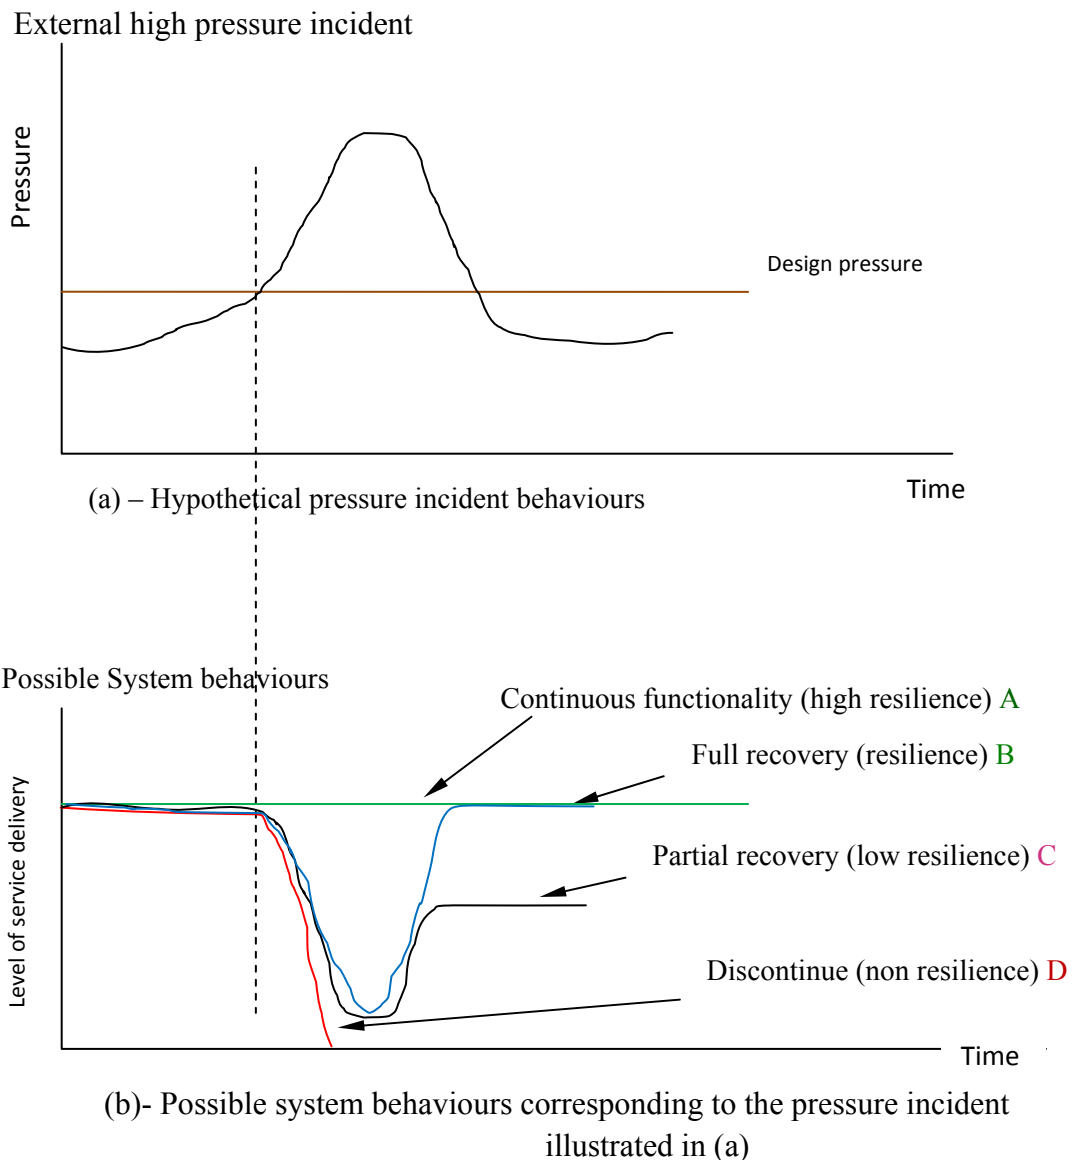 External high pressure incident
Pressure
Design pressure
Time
(a) – Hypothetical pressure incident behaviours
Possible System behaviours
Continuous functionality (high resilience) A
Full recovery (resilience) B
Partial recovery (low resilience) C
Discontinue (non resilience) D
Level of service delivery
Time
(b)- Possible system behaviours corresponding to the pressure incident
illustrated in (a)